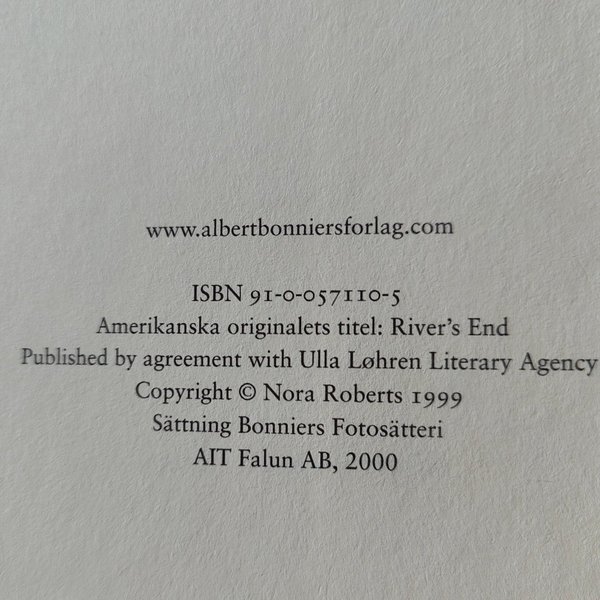 www.albertbonniersforlag.com
ISBN 91-0-057110-5
Amerikanska originalets titel: River's End
Published by agreement with Ulla Løhren Literary Agency
Copyright © Nora Roberts 1999
Sättning Bonniers Fotosätteri
AIT Falun AB, 2000